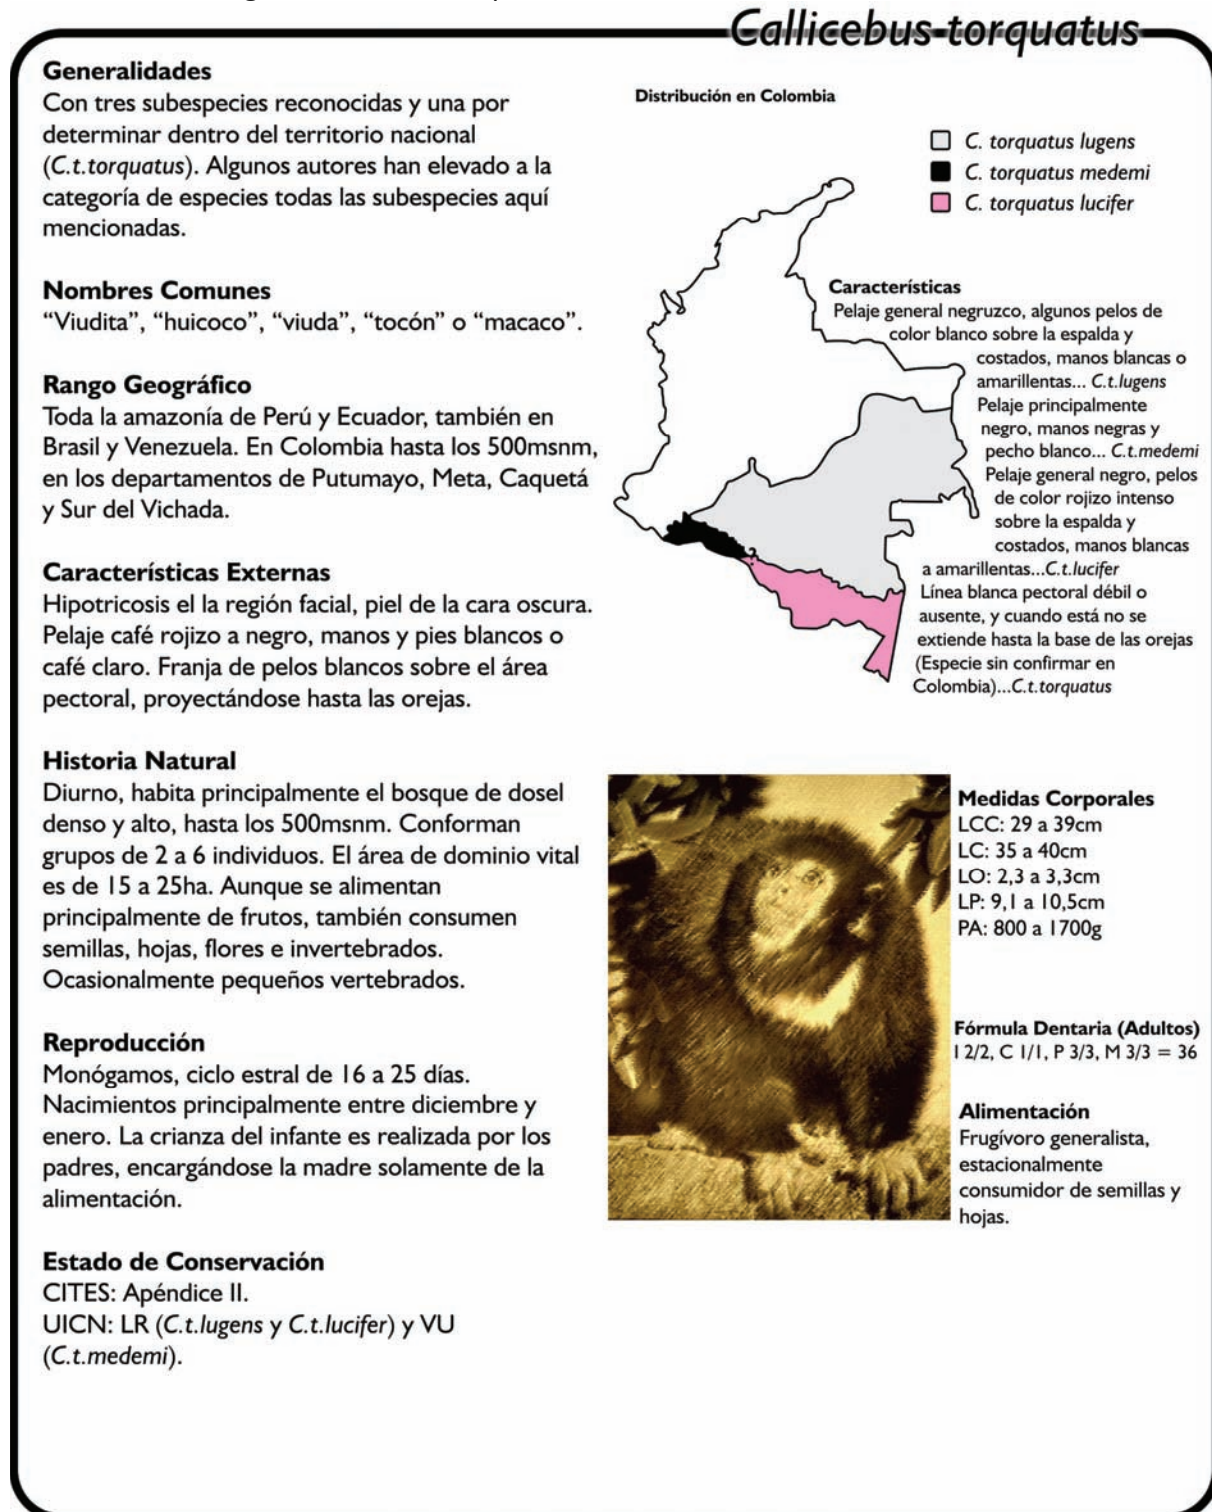 Callicebus torquatus
Generalidades
Con tres subespecies reconocidas y una por
determinar dentro del territorio nacional
(C.t.torquatus). Algunos autores han elevado a la
categoría de especies todas las subespecies aquí
mencionadas.
Nombres Comunes
“Viudita”, “huicoco”, “viuda”, “tocón” o “macaco”.
Rango Geográfico
Toda la amazonía de Perú y Ecuador, también en
Brasil y Venezuela. En Colombia hasta los 500msnm,
en los departamentos de Putumayo, Meta, Caquetá
y Sur del Vichada.
Características Externas
Hipotricosis el la región facial, piel de la cara oscura.
Pelaje café rojizo a negro, manos y pies blancos o
café claro. Franja de pelos blancos sobre el área
pectoral, proyectándose hasta las orejas.
Historia Natural
Diurno, habita principalmente el bosque de dosel
denso y alto, hasta los 500msnm. Conforman
grupos de 2 a 6 individuos. El área de dominio vital
es de 15 a 25ha. Aunque se alimentan
principalmente de frutos, también consumen
semillas, hojas, flores e invertebrados.
Ocasionalmente pequeños vertebrados.
Reproducción
Monógamos, ciclo estral de 16 a 25 días.
Nacimientos principalmente entre diciembre y
enero. La crianza del infante es realizada por los
padres, encargándose la madre solamente de la
alimentación.
Estado de Conservación
CITES: Apéndice II.
UICN: LR (C.t.lugens y C.t.lucifer) y VU
(C.t.medemi).
Distribución en Colombia
C. torquatus lugens
C. torquatus medemi
C. torquatus lucifer
Características
Pelaje general negruzco, algunos pelos de
color blanco sobre la espalda y
costados, manos blancas o
amarillentas... C.t.lugens
Pelaje principalmente
negro, manos negras y
pecho blanco... C.t.medemi
Pelaje general negro, pelos
de color rojizo intenso
sobre la espalda y
costados, manos blancas
a amarillentas...C.t.lucifer
Línea blanca pectoral débil o
ausente, y cuando está no se
extiende hasta la base de las orejas
(Especie sin confirmar en
Colombia)...C.t.torquatus
Medidas Corporales
LCC: 29 a 39cm
LC: 35 a 40cm
LO: 2,3 a 3,3cm
LP: 9,1 a 10,5cm
PA: 800 a 1700g
Fórmula Dentaria (Adultos)
I 2/2, C 1/1, P 3/3, M 3/3 = 36
Alimentación
Frugívoro generalista,
estacionalmente
consumidor de semillas y
hojas.